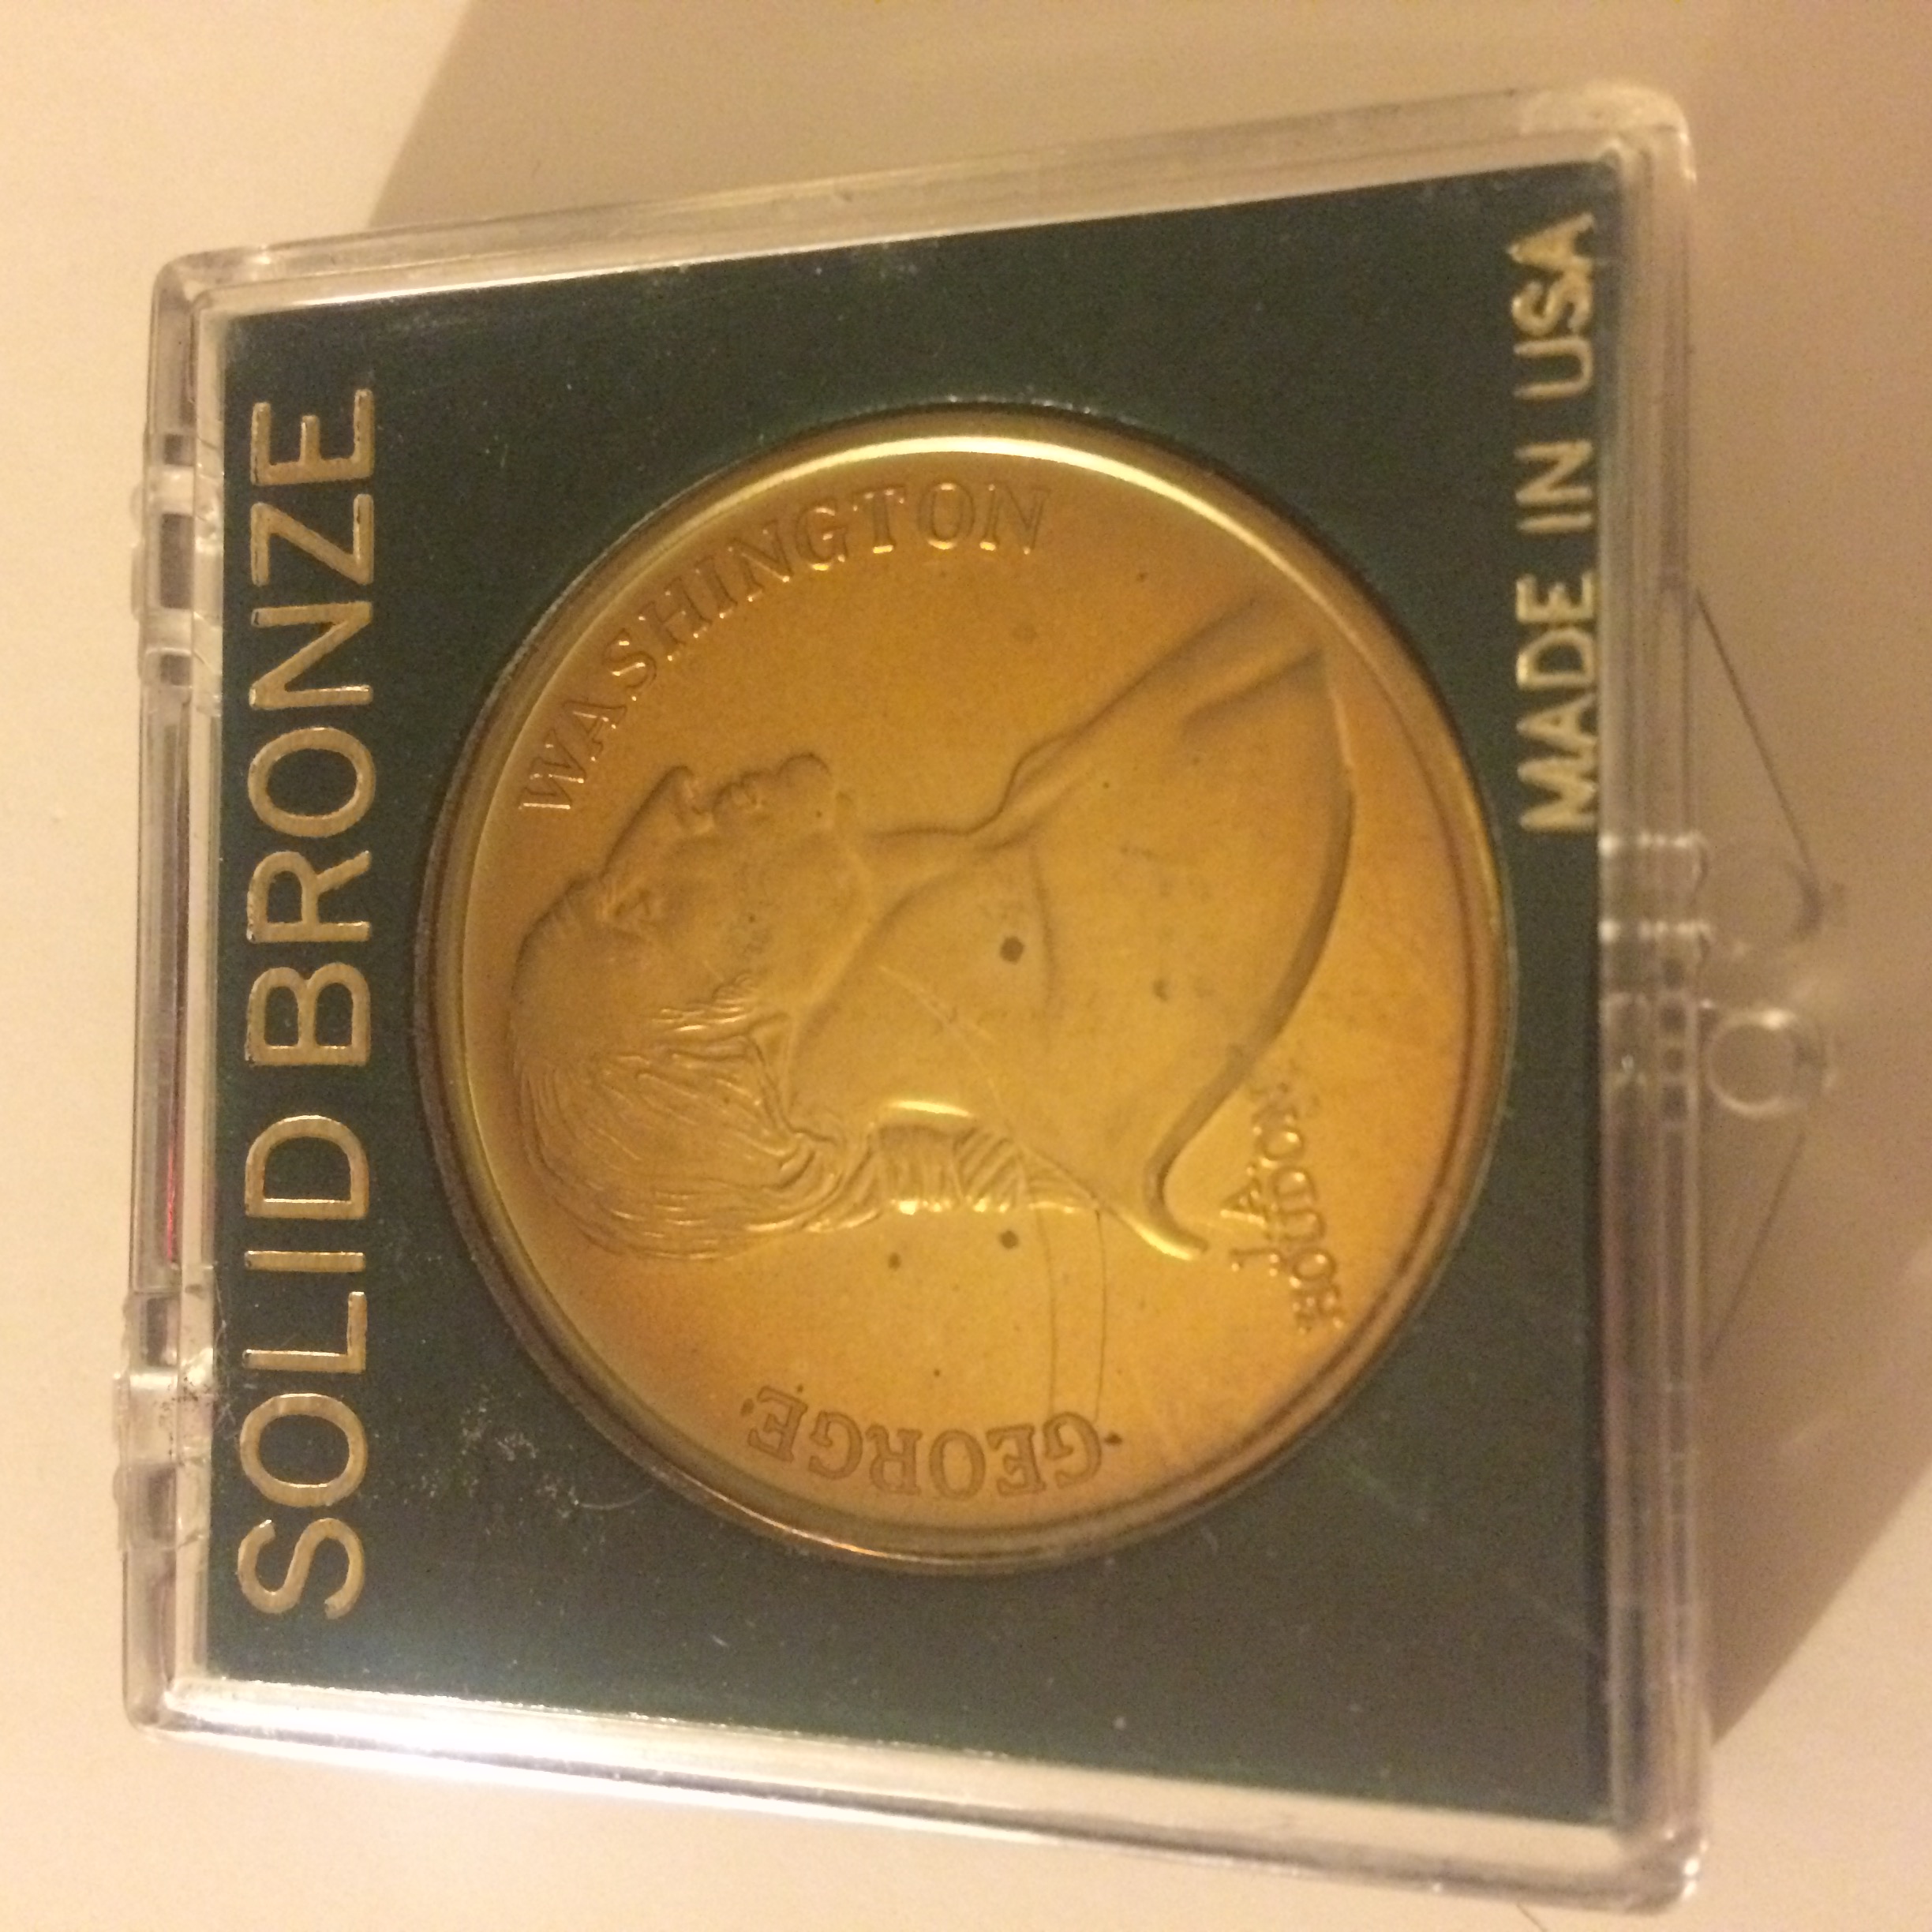 SOLID BRONZE
GEORGE
WASHINGTON
HOUDON
MADE IN USA